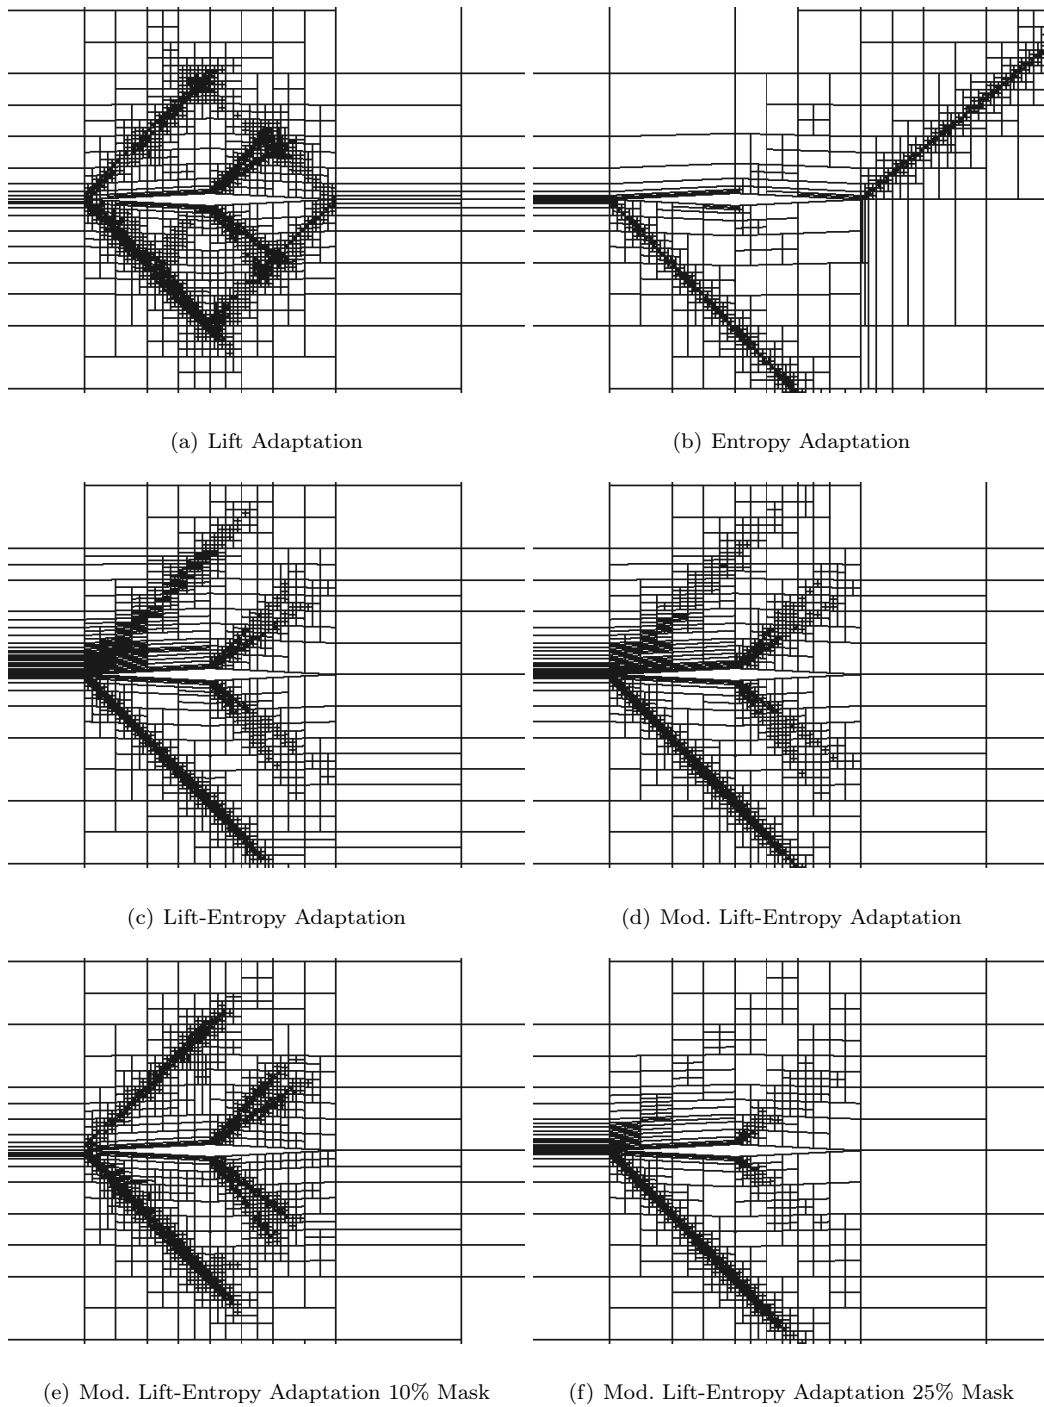 (a) Lift Adaptation
(b) Entropy Adaptation
(c) Lift-Entropy Adaptation
(d) Mod. Lift-Entropy Adaptation
(e) Mod. Lift-Entropy Adaptation 10% Mask
(f) Mod. Lift-Entropy Adaptation 25% Mask